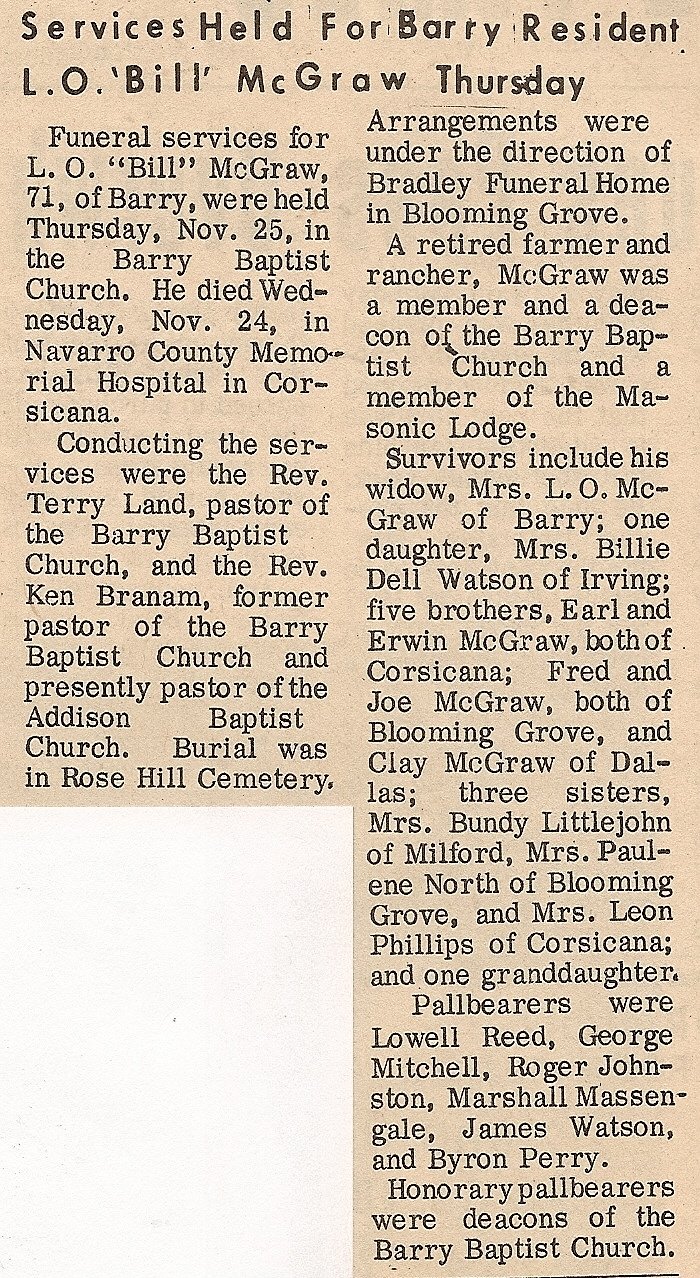 Services Held For Barry Resident
L.O. 'Bill' McGraw Thursday
Funeral services for
L. O. "Bill" McGraw,
71, of Barry, were held
Thursday, Nov. 25, in
the Barry Baptist
Church. He died Wed-
nesday, Nov. 24, in
Navarro County Memo-
rial Hospital in Cor-
sicana.
Conducting the ser-
vices were the Rev.
Terry Land, pastor of
the Barry Baptist
Church, and the Rev.
Ken Branam, former
pastor of the Barry
Baptist Church and
presently pastor of the
Addison Baptist
Church. Burial was
in Rose Hill Cemetery.
Arrangements were
under the direction of
Bradley Funeral Home
in Blooming Grove.
A retired farmer and
rancher, McGraw was
a member and a dea-
con of the Barry Bap-
tist Church and a
member of the Ma-
sonic Lodge.
Survivors include his
widow, Mrs. L. O. Mc-
Graw of Barry; one
daughter, Mrs. Billie
Dell Watson of Irving;
five brothers, Earl and
Erwin McGraw, both of
Corsicana; Fred and
Joe McGraw, both of
Blooming Grove, and
Clay McGraw of Dal-
las; three sisters,
Mrs. Bundy Littlejohn
of Milford, Mrs. Paul-
ene North of Blooming
Grove, and Mrs. Leon
Phillips of Corsicana;
and one granddaughter.
Pallbearers were
Lowell Reed, George
Mitchell, Roger John-
ston, Marshall Massen-
gale, James Watson,
and Byron Perry.
Honorary pallbearers
were deacons of the
Barry Baptist Church.